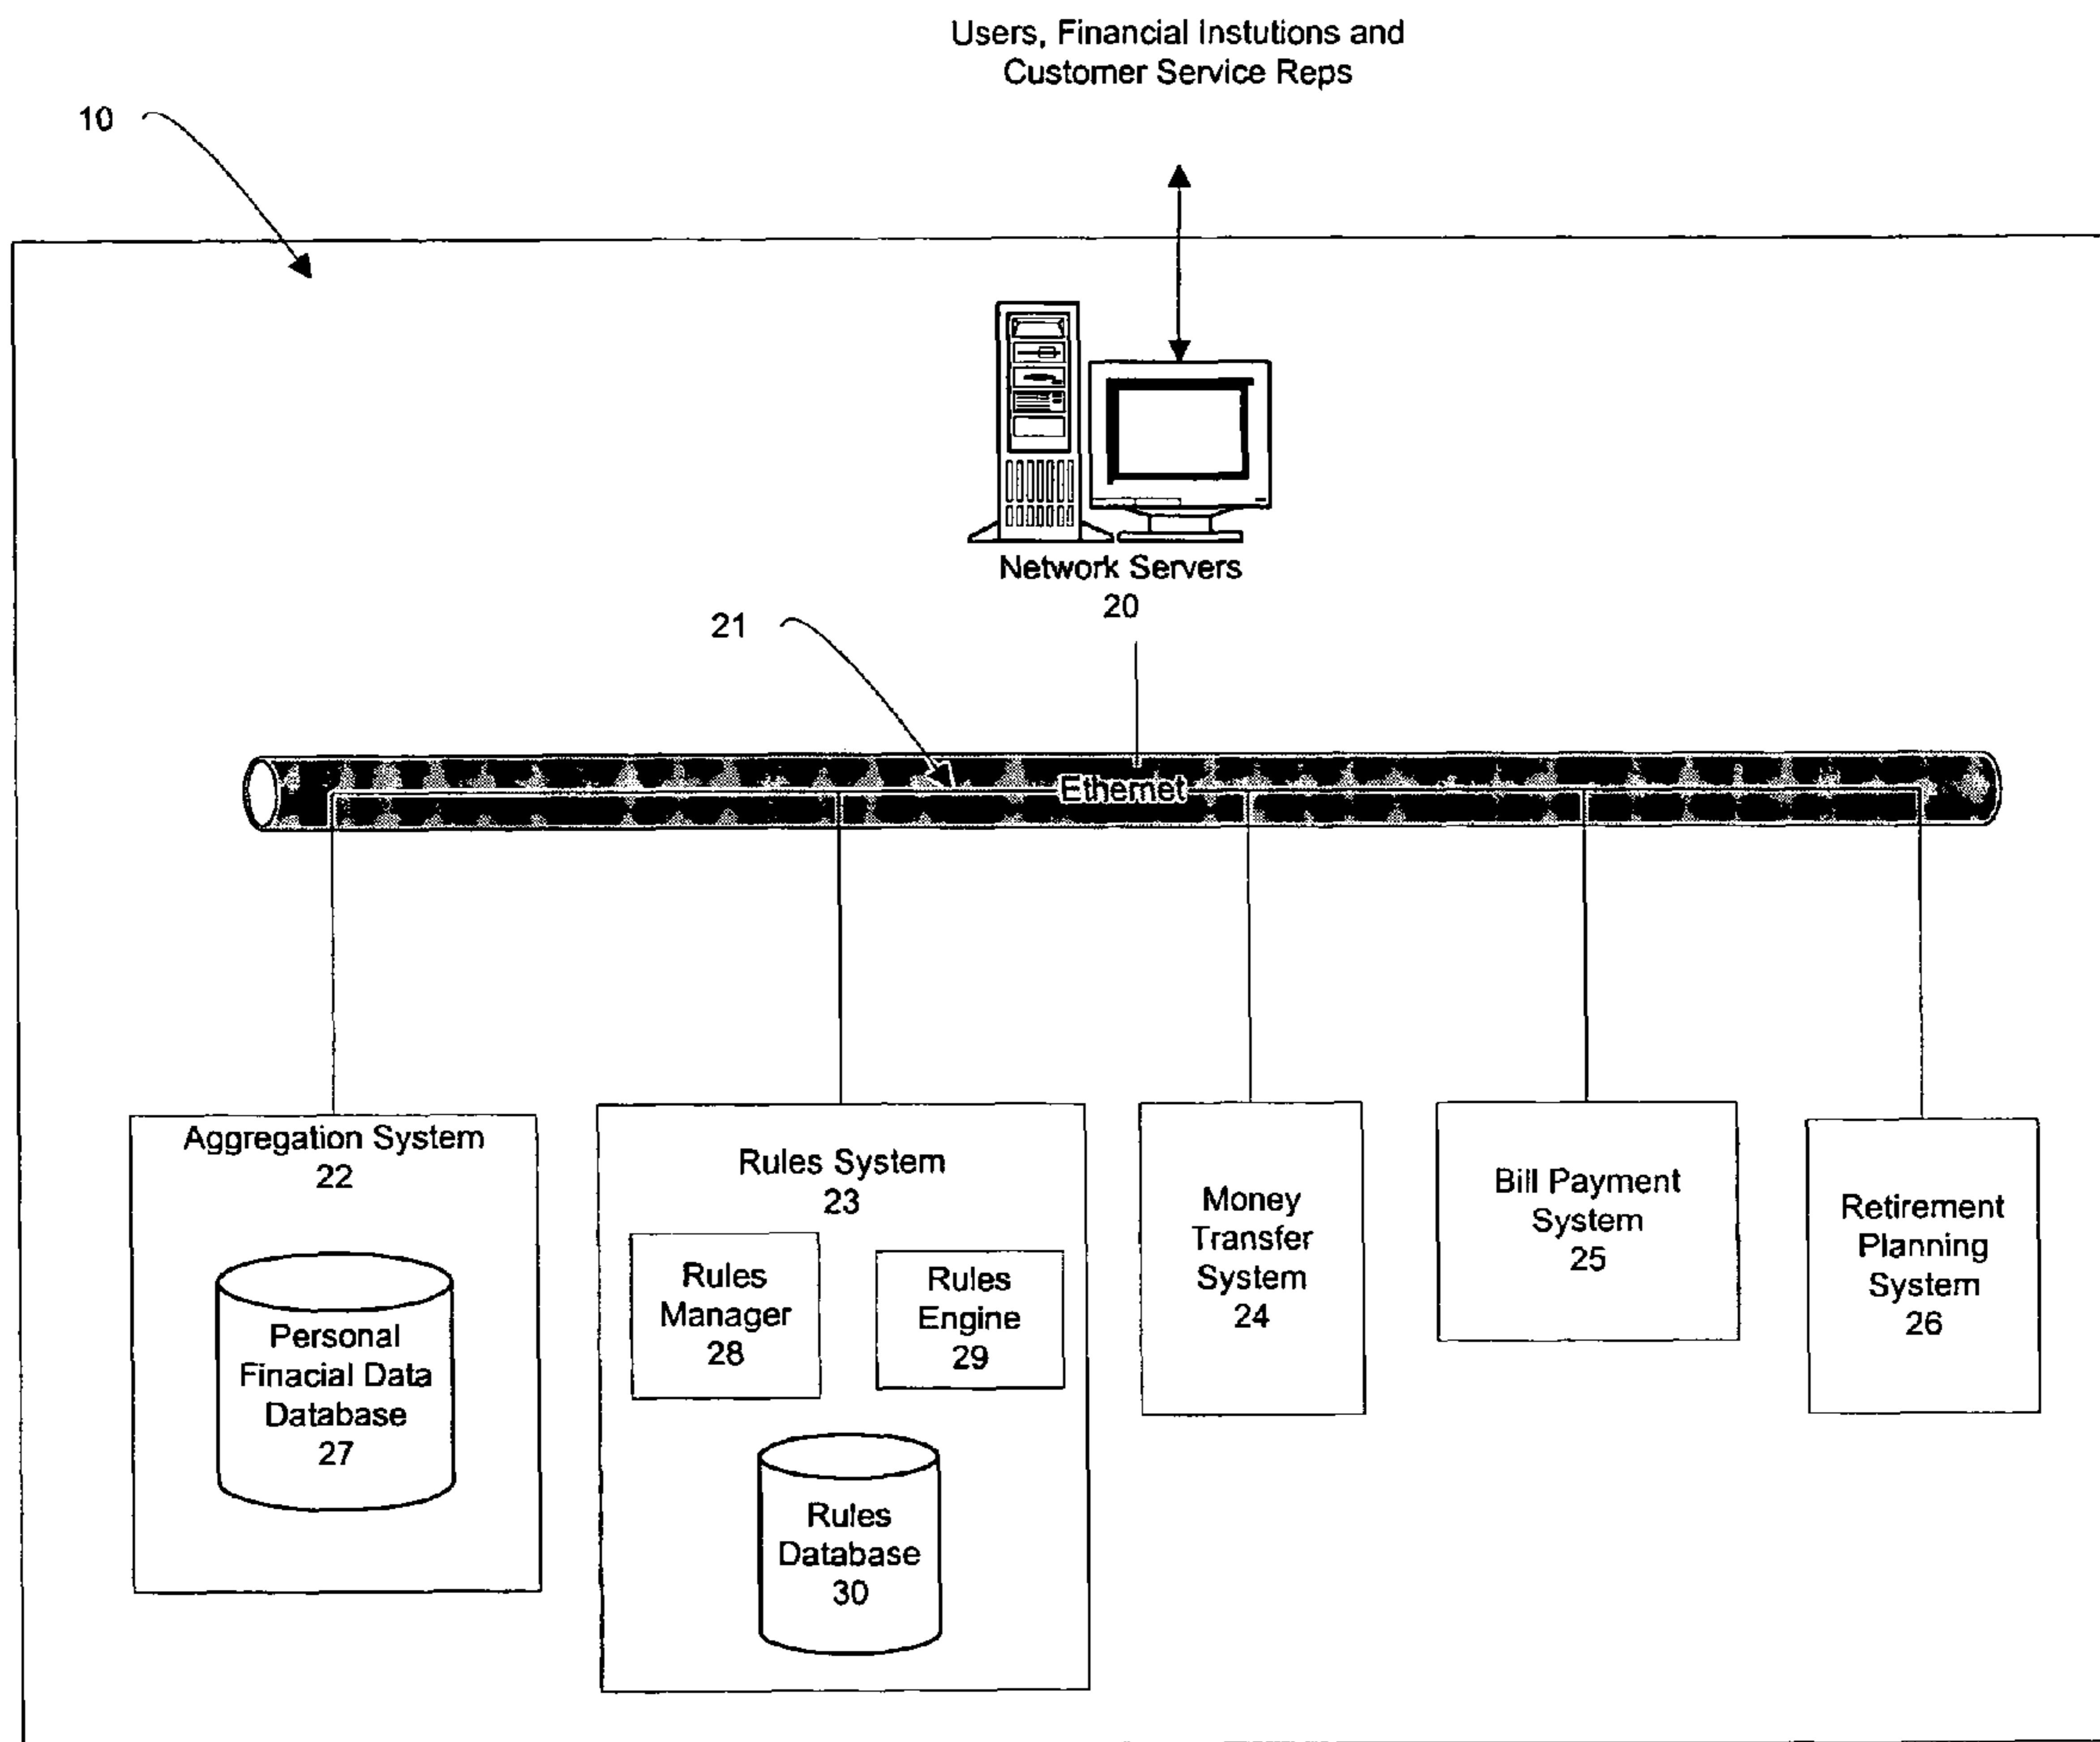 Users, Financial Instutions and
Customer Service Reps
10
Network Servers
20
21
Ethernet
Aggregation System
22
Personal
Finacial Data
Database
27
Rules System
23
Rules
Manager
28
Rules
Engine
29
Rules
Database
30
Money
Transfer
System
24
Bill Payment
System
25
Retirement
Planning
System
26